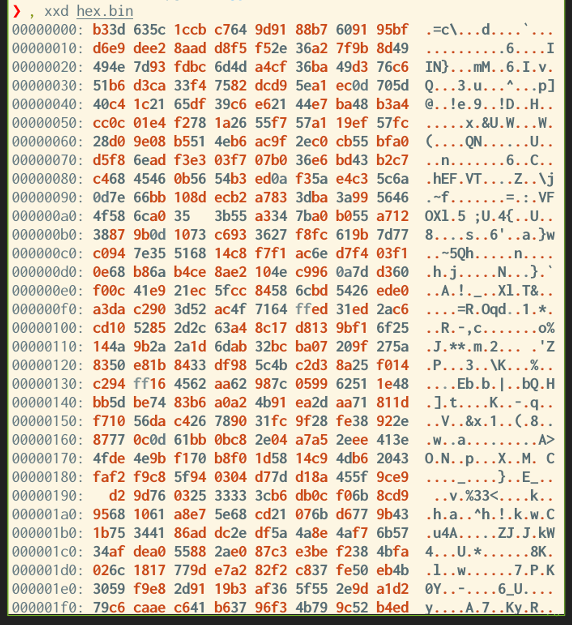 ❯ , xxd hex.bin
00000000: b33d 635c 1ccb c764 9d91 88b7 6091 95bf  .=c\...d....`...
00000010: d6e9 dee2 8aad d8f5 f52e 36a2 7f9b 8d49  ..........6....I
00000020: 494e 7d93 fdbc 6d4d a4cf 36ba 49d3 76c6  IN}...mM..6.I.v.
00000030: 51b6 d3ca 33f4 7582 dcd9 5ea1 ec0d 705d  Q...3.u...^...p]
00000040: 40c4 1c21 65df 39c6 e621 44e7 ba48 b3a4  @..!e.9..!D..H..
00000050: cc0c 01e4 f278 1a26 55f7 57a1 19ef 57fc  .....x.&U.W...W.
00000060: 28d0 9e08 b551 4eb6 ac9f 2ec0 cb55 bfa0  (....QN......U..
00000070: d5f8 6ead f3e3 03f7 07b0 36e6 bd43 b2c7  ..n.......6..C..
00000080: c468 4546 0b56 54b3 ed0a f35a e4c3 5c6a  .hEF.VT....Z..\j
00000090: 0d7e 66bb 108d ecb2 a783 3dba 3a99 5646  .~f.......=.:.VF
000000a0: 4f58 6ca0 35   3b55 a334 7ba0 b055 a712  OXl.5 ;U.4{..U..
000000b0: 3887 9b0d 1073 c693 3627 f8fc 619b 7d77  8....s..6'..a.}w
000000c0: c094 7e35 5168 14c8 f7f1 ac6e d7f4 03f1  ..~5Qh.....n....
000000d0: 0e68 b86a b4ce 8ae2 104e c996 0a7d d360  .h.j.....N...}.`
000000e0: f00c 41e9 21ec 5fcc 8458 6cbd 5426 ede0  ..A.!._..Xl.T&..
000000f0: a3da c290 3d52 ac4f 7164 ffed 31ed 2ac6  ....=R.Oqd..1.*.
00000100: cd10 5285 2d2c 63a4 8c17 d813 9bf1 6f25  ..R.-,c.......o%
00000110: 144a 9b2a 2a1d 6dab 32bc ba07 209f 275a  .J.**.m.2... .'Z
00000120: 8350 e81b 8433 df98 5c4b c2d3 8a25 f014  .P...3..\K...%..
00000130: c294 ff16 4562 aa62 987c 0599 6251 1e48  ....Eb.b.|..bQ.H
00000140: bb5d be74 83b6 a0a2 4b91 ea2d aa71 811d  .].t....K..-.q..
00000150: f710 56da c426 7890 31fc 9f28 fe38 922e  ..V..&x.1..(.8..
00000160: 8777 0c0d 61bb 0bc8 2e04 a7a5 2eee 413e  .w..a.........A>
00000170: 4fde 4e9b f170 b8f0 1d58 14c9 4db6 2043  O.N..p...X..M. C
00000180: faf2 f9c8 5f94 0304 d77d d18a 455f 9ce9  ...._....}..E_..
00000190:   d2 9d76 0325 3333 3cb6 db0c f06b 8cd9  ..v.%33<....k..
000001a0: 9568 1061 a8e7 5e68 cd21 076b d677 9b43  .h.a..^h.!.k.w.C
000001b0: 1b75 3441 86ad dc2e df5a 4a8e 4af7 6b57  .u4A.....ZJ.J.kW
000001c0: 34af dea0 5588 2ae0 87c3 e3be f238 4bfa  4...U.*......8K.
000001d0: 026c 1817 779d e7a2 82f2 c837 fe50 eb4b  .l..w......7.P.K
000001e0: 3059 f9e8 2d91 19b3 af36 5f55 2e9d a1d2  0Y..-....6_U....
000001f0: 79c6 caae c641 b637 96f3 4b79 9c52 b4ed  y....A.7..Ky.R..